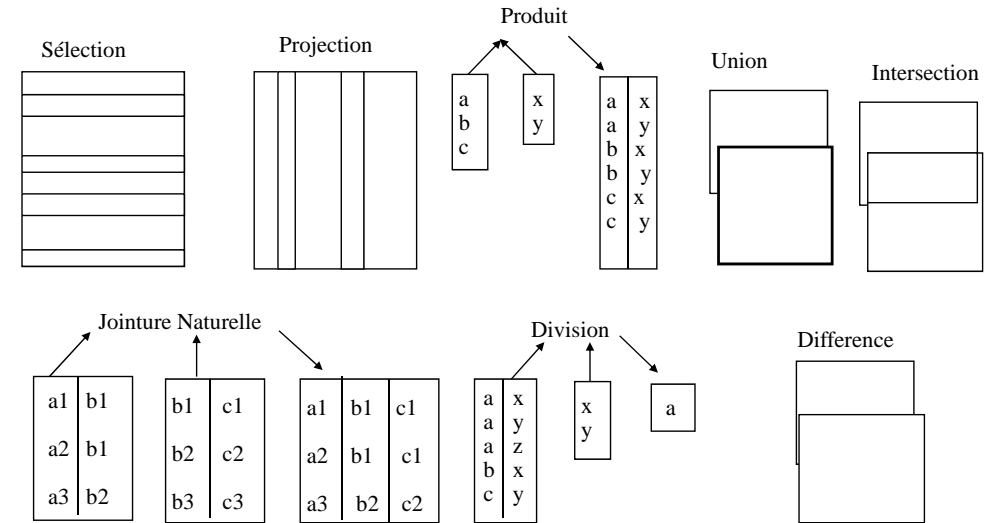 Produit
Sélection
Projection
Union
Intersection
a
b
c
x
y
a x
a y
b x
b y
c x
c y
Jointure Naturelle
Division
Difference
a1 b1
a2 b1
a3 b2
b1 c1
b2 c2
b3 c3
a1 b1 c1
a2 b1 c1
a3 b2 c2
a x
a y
a z
b x
c y
x
y
a